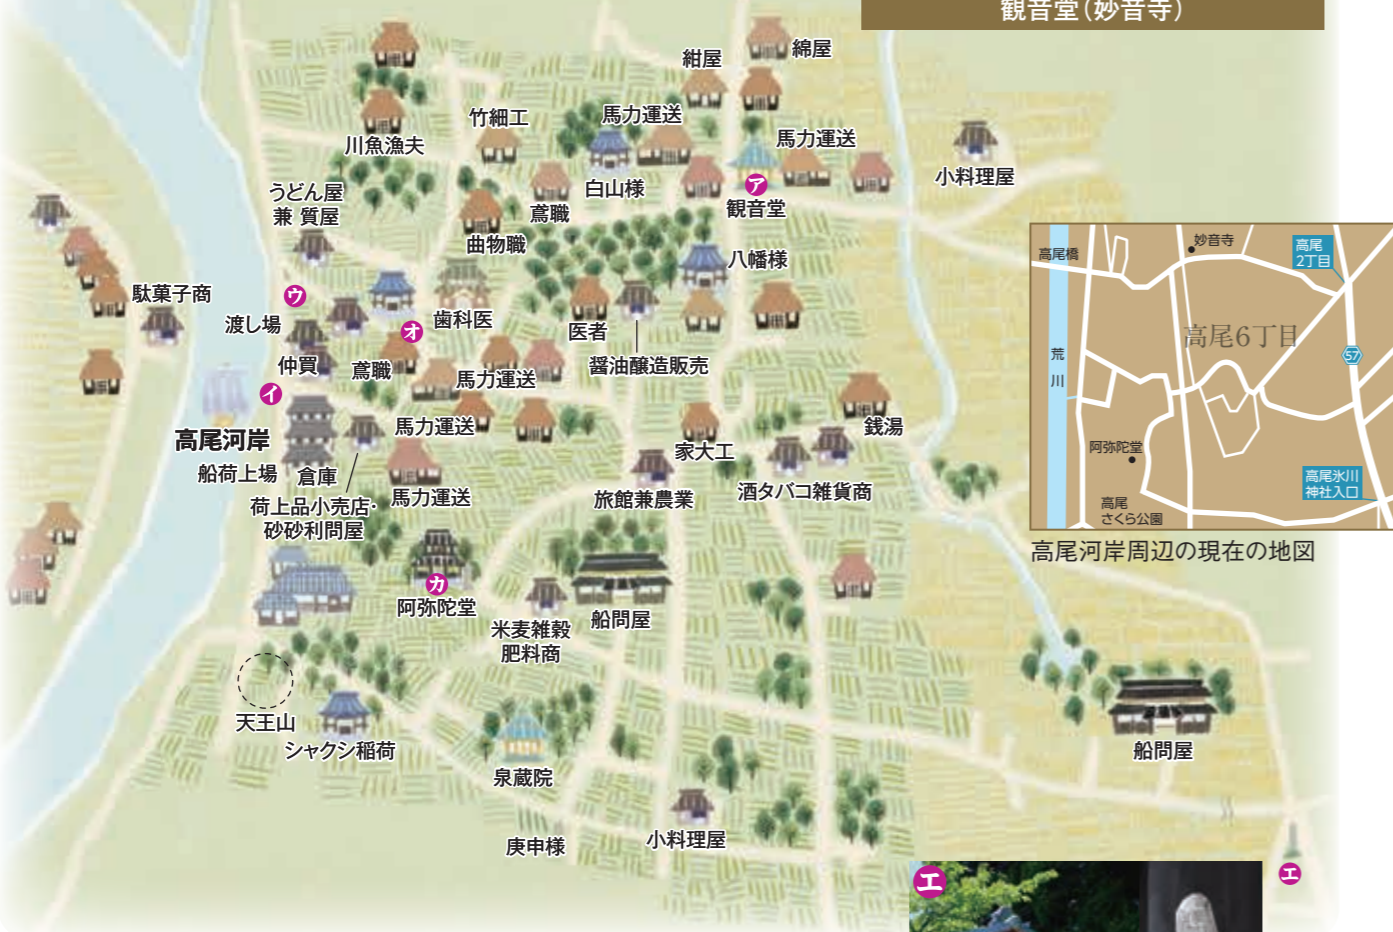 観音堂（妙音寺）
綿屋
紺屋
竹細工
馬力運送
川魚漁夫
馬力運送
小料理屋
うどん屋
兼 質屋
白山様
ア
鳶職
観音堂
曲物職
八幡様
駄菓子商
ウ
渡し場
オ
歯科医
医者
仲買
鳶職
馬力運送
醤油醸造販売
イ
高尾河岸
馬力運送
銭湯
家大工
船荷上場
倉庫
荷上品小売店・
砂砂利問屋
馬力運送
旅館兼農業
酒タバコ雑貨商
カ
阿弥陀堂
米麦雑穀
肥料商
船問屋
天王山
シャクシ稲荷
泉蔵院
船問屋
庚申様
小料理屋
エ
エ
高尾橋
妙音寺
高尾
2丁目
高尾6丁目
57
荒
川
阿弥陀堂
高尾
さくら公園
高尾氷川
神社入口
高尾河岸周辺の現在の地図